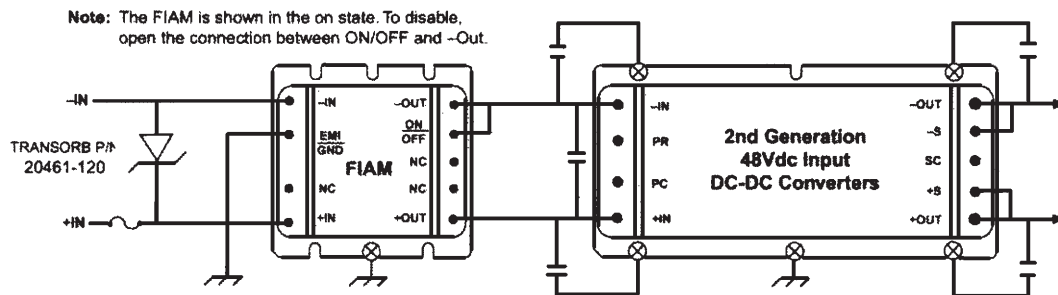 Note: The FIAM is shown in the on state. To disable,
open the connection between ON/OFF and –Out.
–IN
TRANSORB P/N
20461-120
+IN
–IN
EMI
GND
NC
+IN
FIAM
–OUT
ON
OFF
NC
NC
+OUT
–IN
PR
PC
+IN
2nd Generation
48Vdc Input
DC-DC Converters
–OUT
–S
SC
+S
+OUT